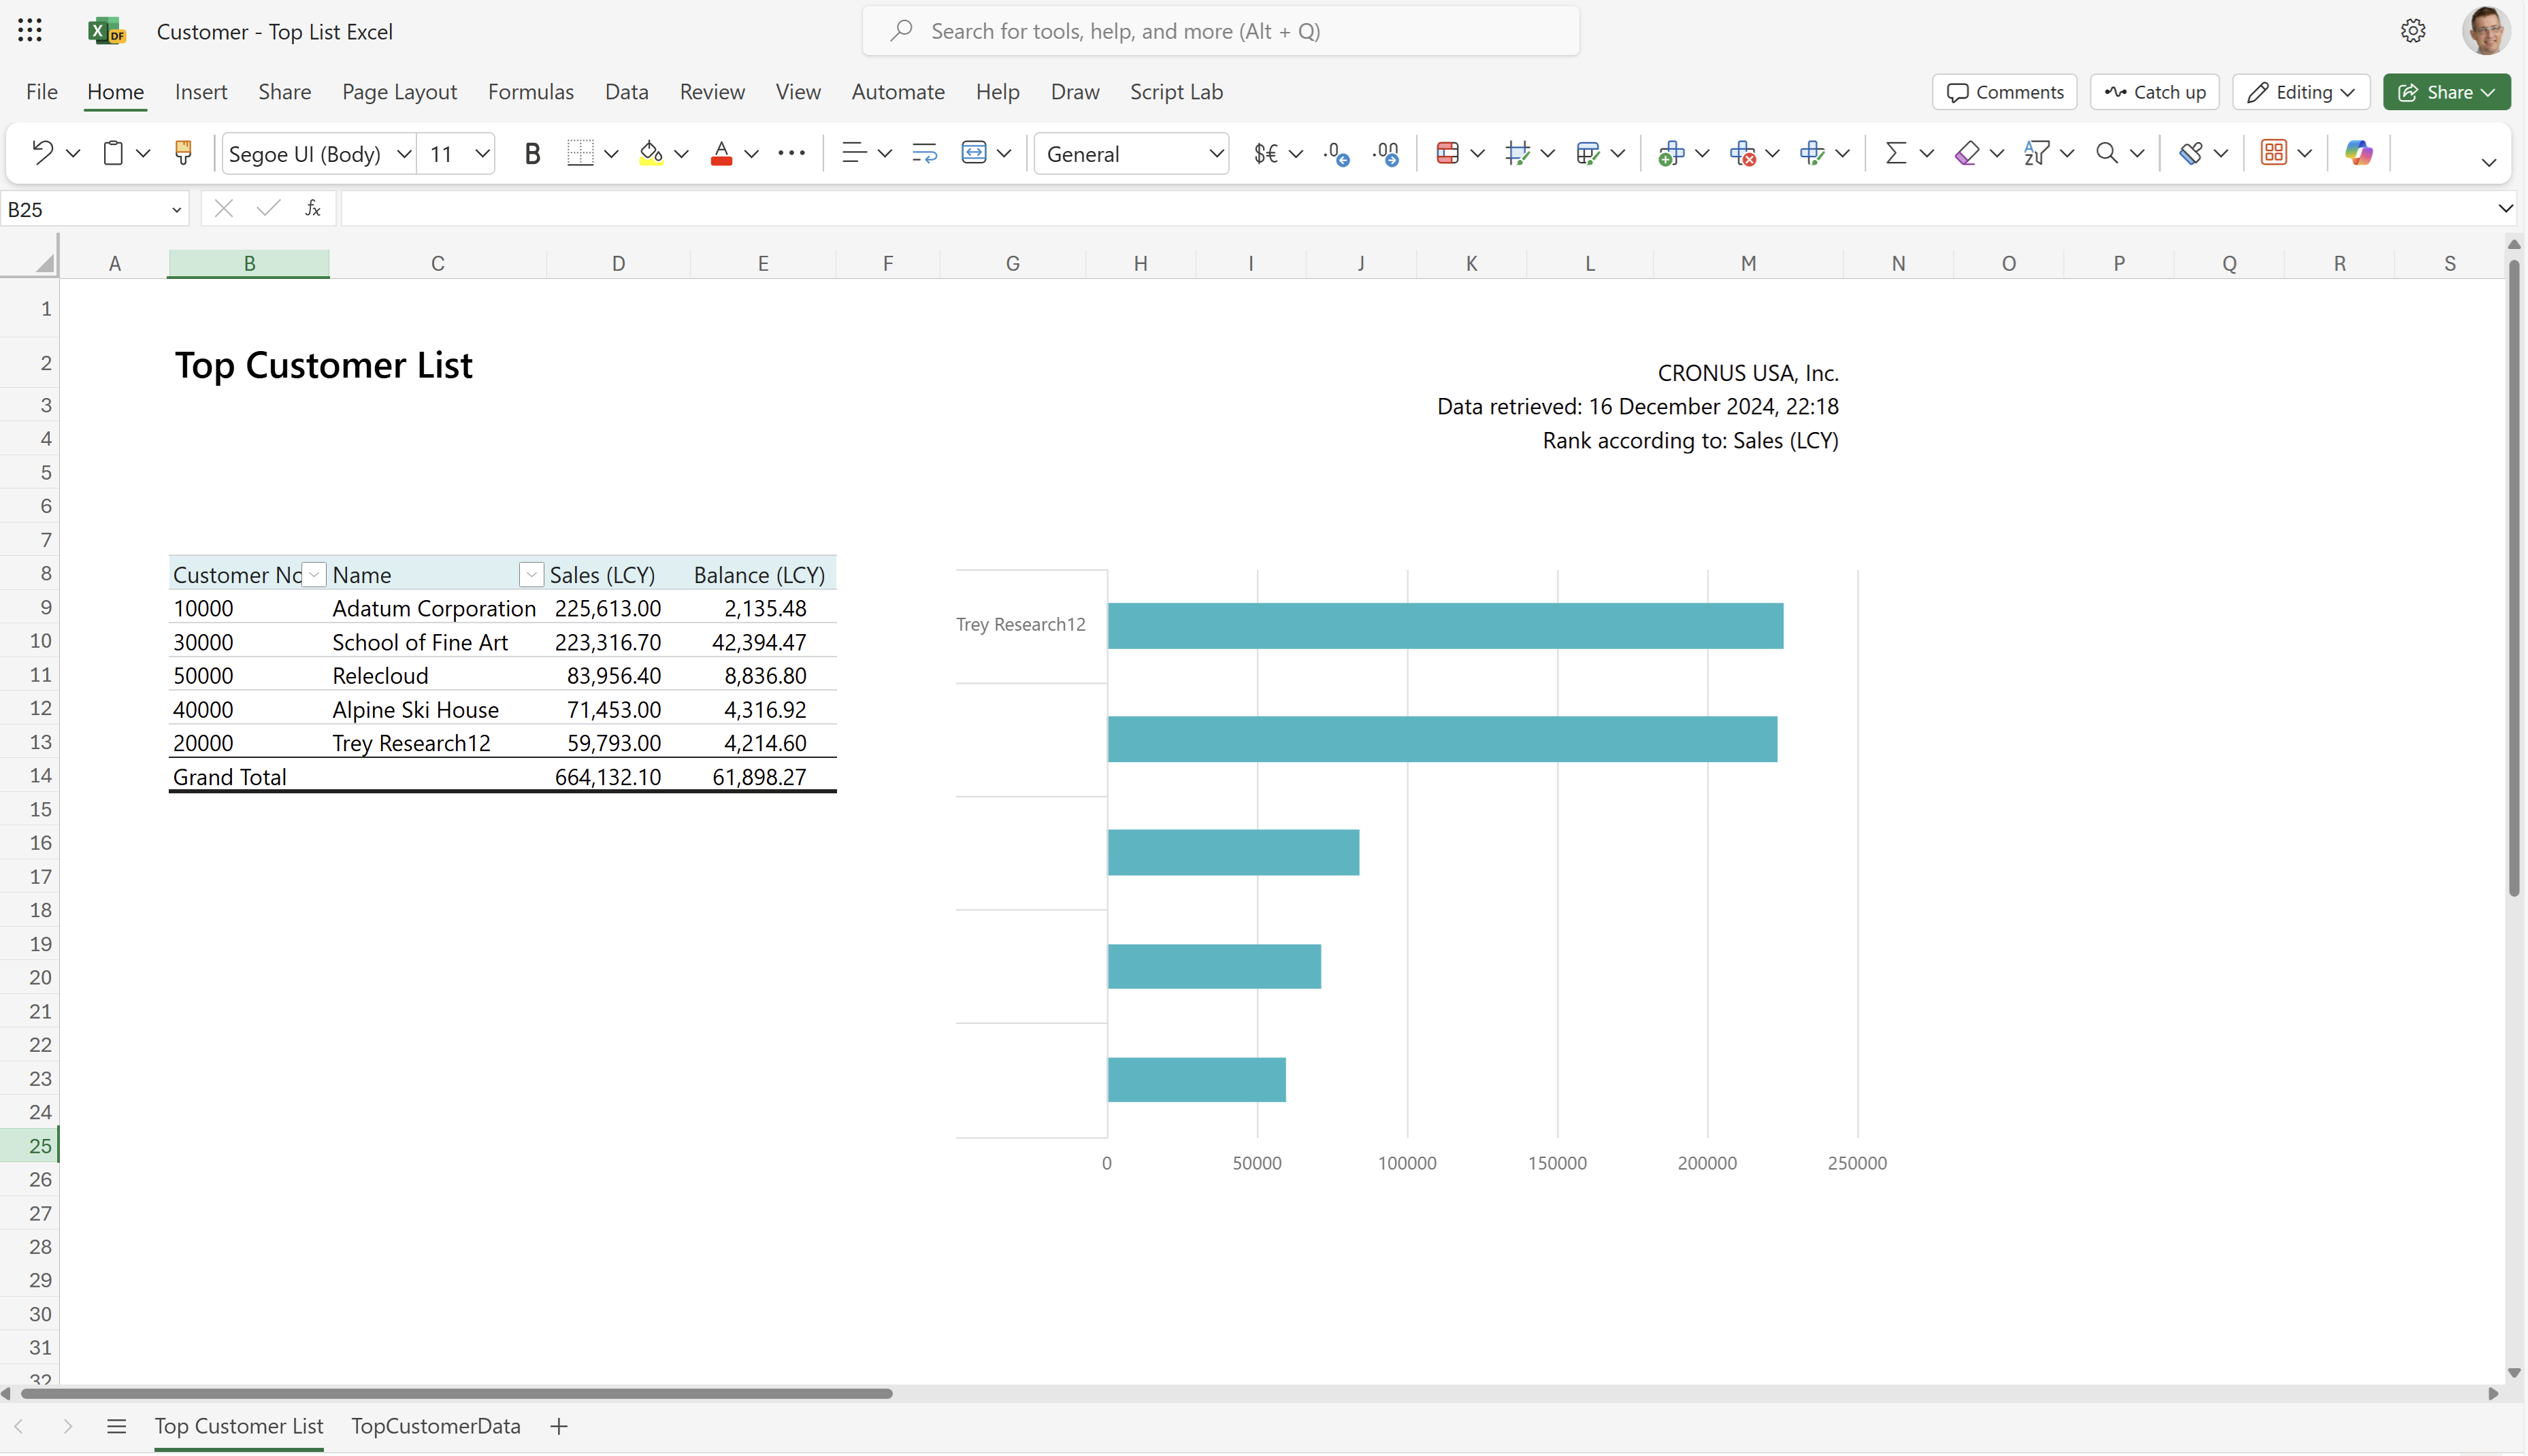 Customer - Top List Excel
Search for tools, help, and more (Alt + Q)
File Home Insert Share Page Layout Formulas Data Review View Automate Help Draw Script Lab
Comments Catch up Editing Share
Segoe UI (Body) 11 B General
B25 fx
A B C D E F G H I J K L M N O P Q R S
1
2 Top Customer List CRONUS USA, Inc.
3 Data retrieved: 16 December 2024, 22:18
4 Rank according to: Sales (LCY)
5
6
7
8 Customer Nc Name Sales (LCY) Balance (LCY)
9 10000 Adatum Corporation 225,613.00 2,135.48
Trey Research12
10 30000 School of Fine Art 223,316.70 42,394.47
11 50000 Relecloud 83,956.40 8,836.80
12 40000 Alpine Ski House 71,453.00 4,316.92
13 20000 Trey Research12 59,793.00 4,214.60
14 Grand Total 664,132.10 61,898.27
15
16
17
18
19
20
21
22
23
24
25
0 50000 100000 150000 200000 250000
26
27
28
29
30
31
32
Top Customer List TopCustomerData